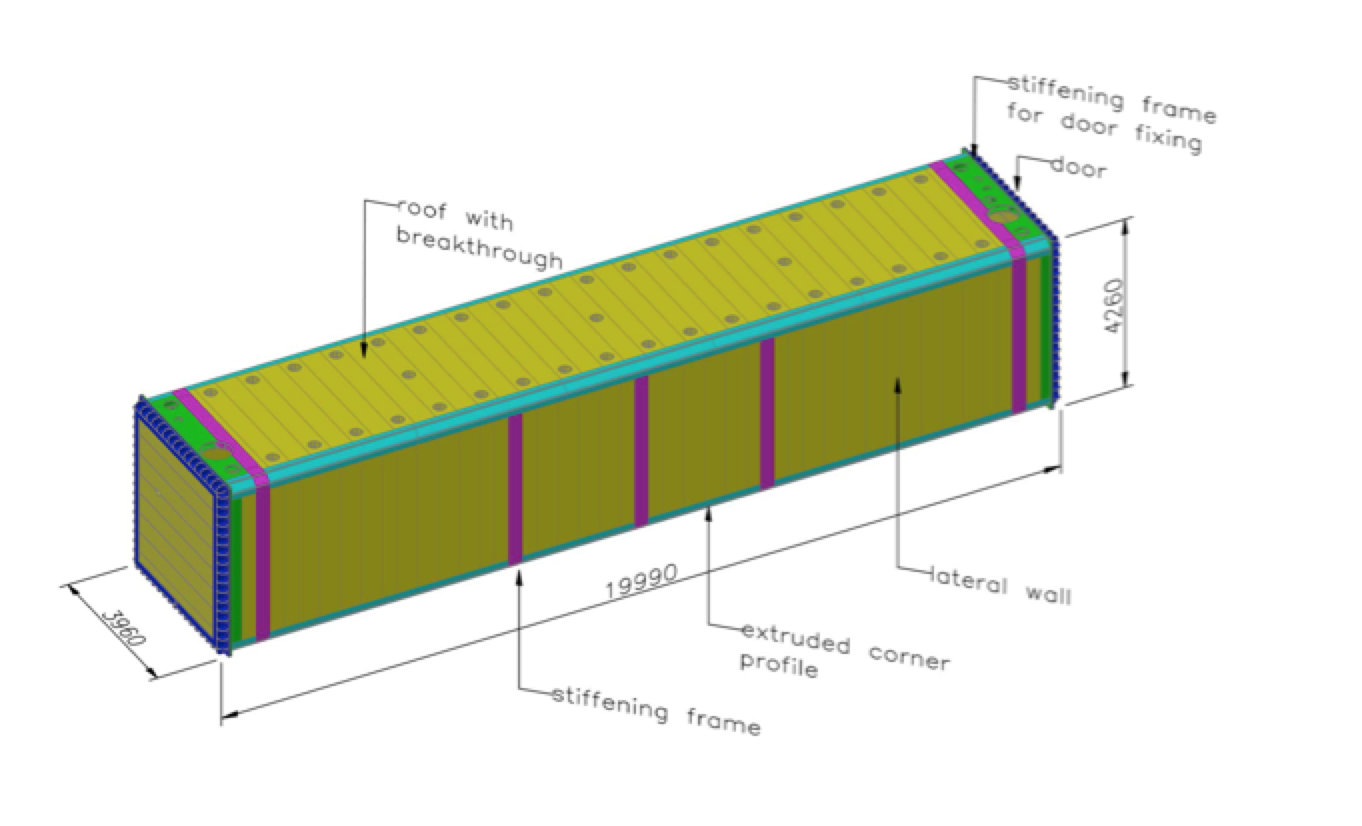 stiffening frame
for door fixing
door
roof with
breakthrough
4260
lateral wall
19990
3960
extruded corner
profile
stiffening frame